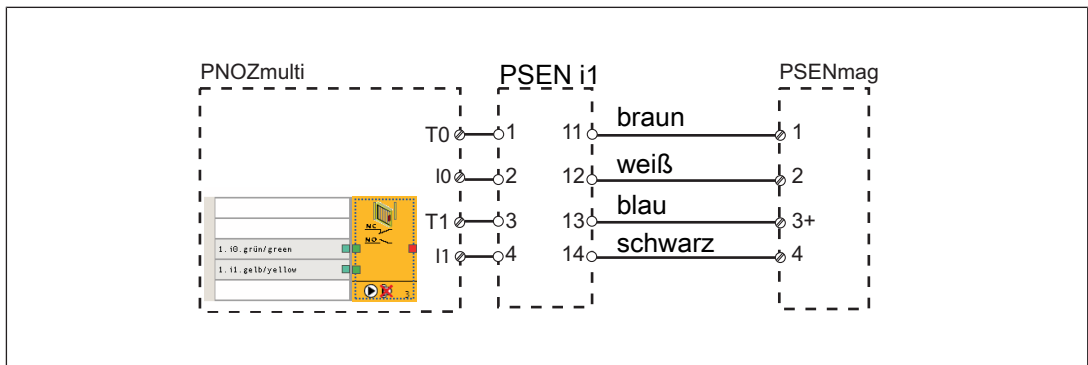 PNOZmulti
PSEN i1
PSENmag
T0 1 11 braun 1
I0 2 12 weiß 2
T1 3 13 blau 3+
I1 4 14 schwarz 4
NC
NO
1.i0.grün/green
1.i1.gelb/yellow
3